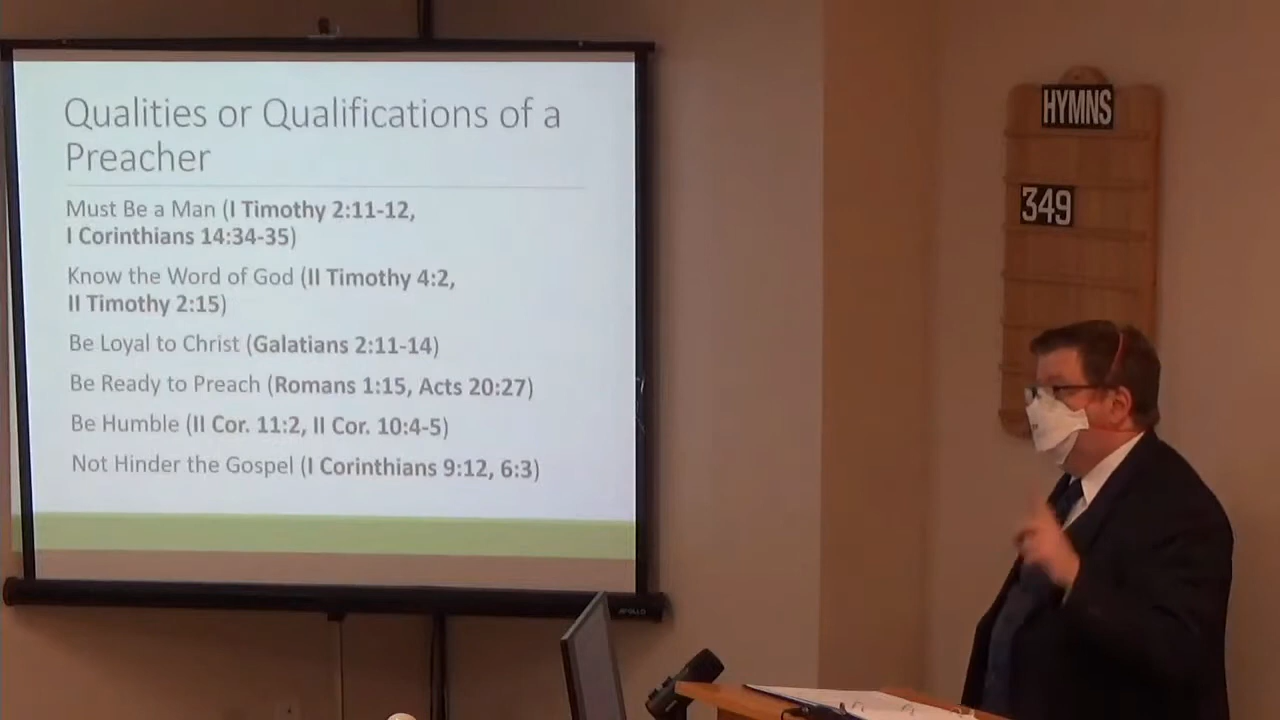 Qualities or Qualifications of a
Preacher
Must Be a Man (I Timothy 2:11-12,
I Corinthians 14:34-35)
Know the Word of God (II Timothy 4:2,
II Timothy 2:15)
Be Loyal to Christ (Galatians 2:11-14)
Be Ready to Preach (Romans 1:15, Acts 20:27)
Be Humble (II Cor. 11:2, II Cor. 10:4-5)
Not Hinder the Gospel (I Corinthians 9:12, 6:3)
APOLLO
HYMNS
349